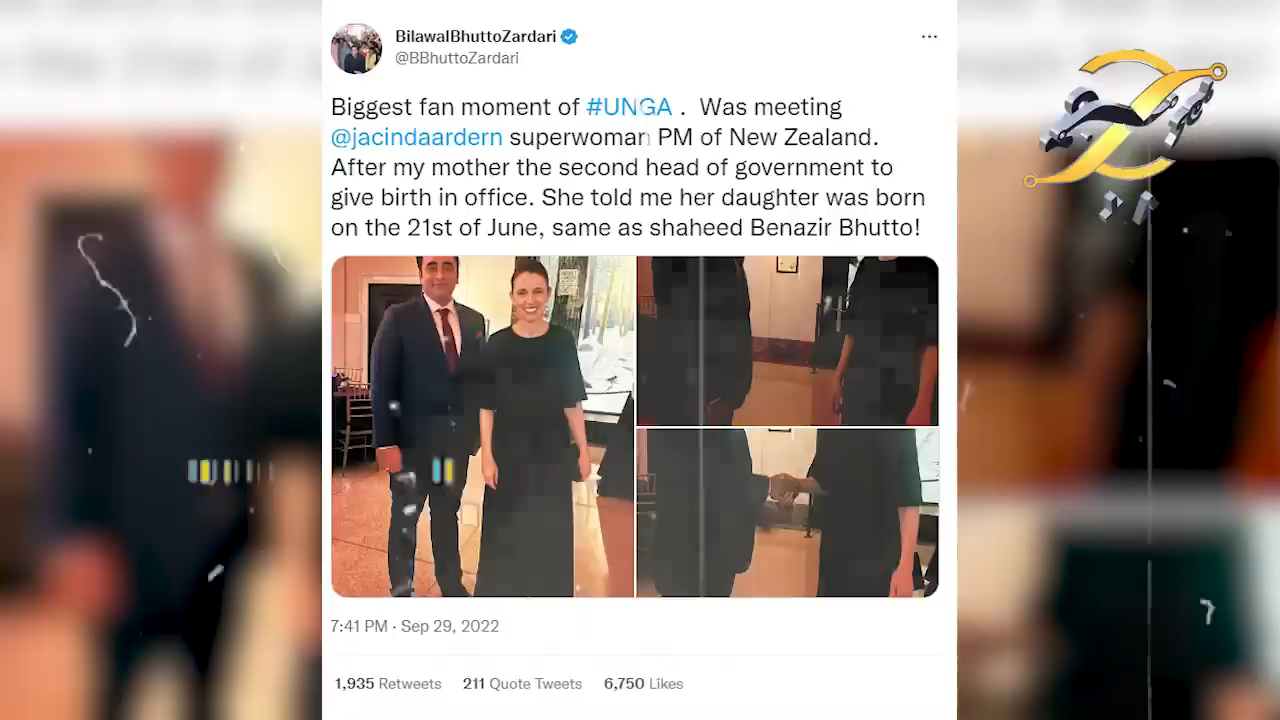 BilawalBhuttoZardari
@BBhuttoZardari
Biggest fan moment of #UNGA . Was meeting
@jacindaardern superwoman PM of New Zealand.
After my mother the second head of government to
give birth in office. She told me her daughter was born
on the 21st of June, same as shaheed Benazir Bhutto!
7:41 PM · Sep 29, 2022
1,935 Retweets 211 Quote Tweets 6,750 Likes